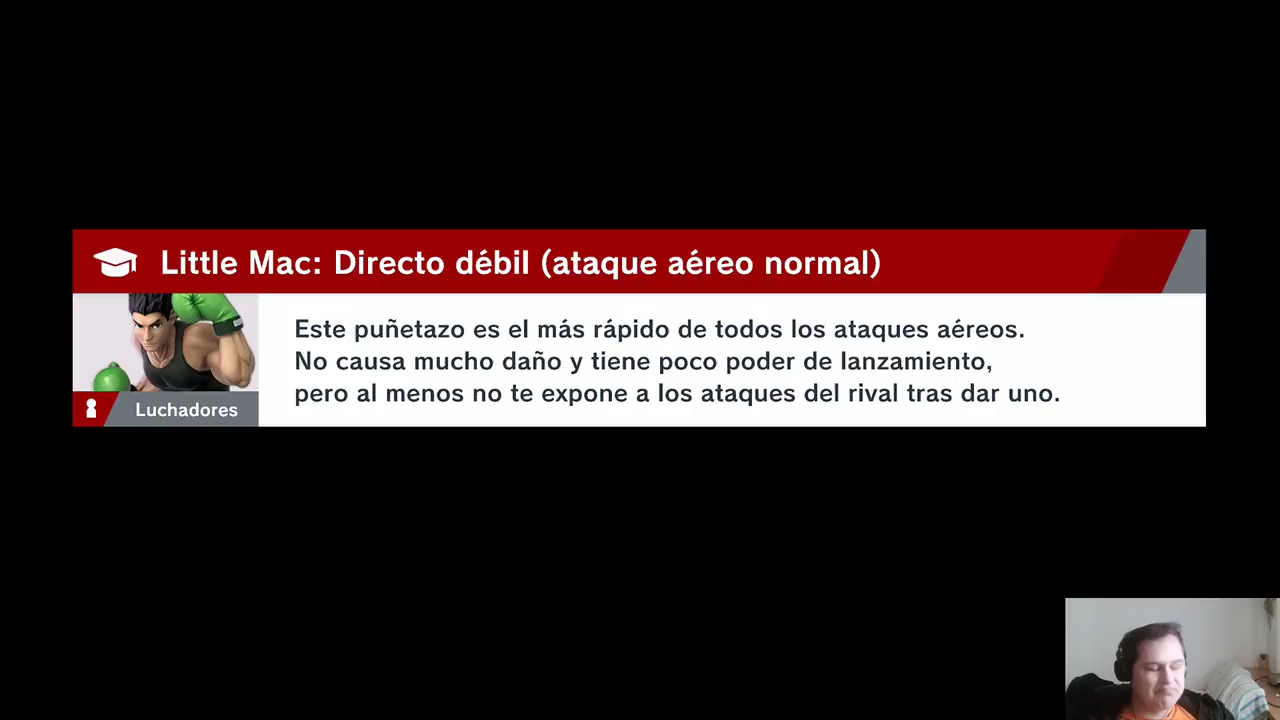 Little Mac: Directo débil (ataque aéreo normal)
Este puñetazo es el más rápido de todos los ataques aéreos.
No causa mucho daño y tiene poco poder de lanzamiento,
pero al menos no te expone a los ataques del rival tras dar uno.
Luchadores